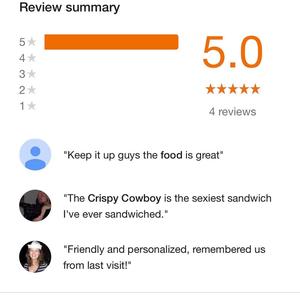 Review summary
5
4
3
2
1
5.0
4 reviews
"Keep it up guys the food is great"
"The Crispy Cowboy is the sexiest sandwich
I've ever sandwiched."
"Friendly and personalized, remembered us
from last visit!"